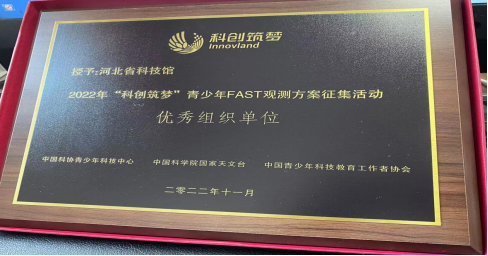 科创筑梦
Innovland
授予:河北省科技馆
2022年“科创筑梦”青少年FAST观测方案征集活动
优秀组织单位
中国科协青少年科技中心 中国科学院国家天文台 中国青少年科技教育工作者协会
二零二二年十一月